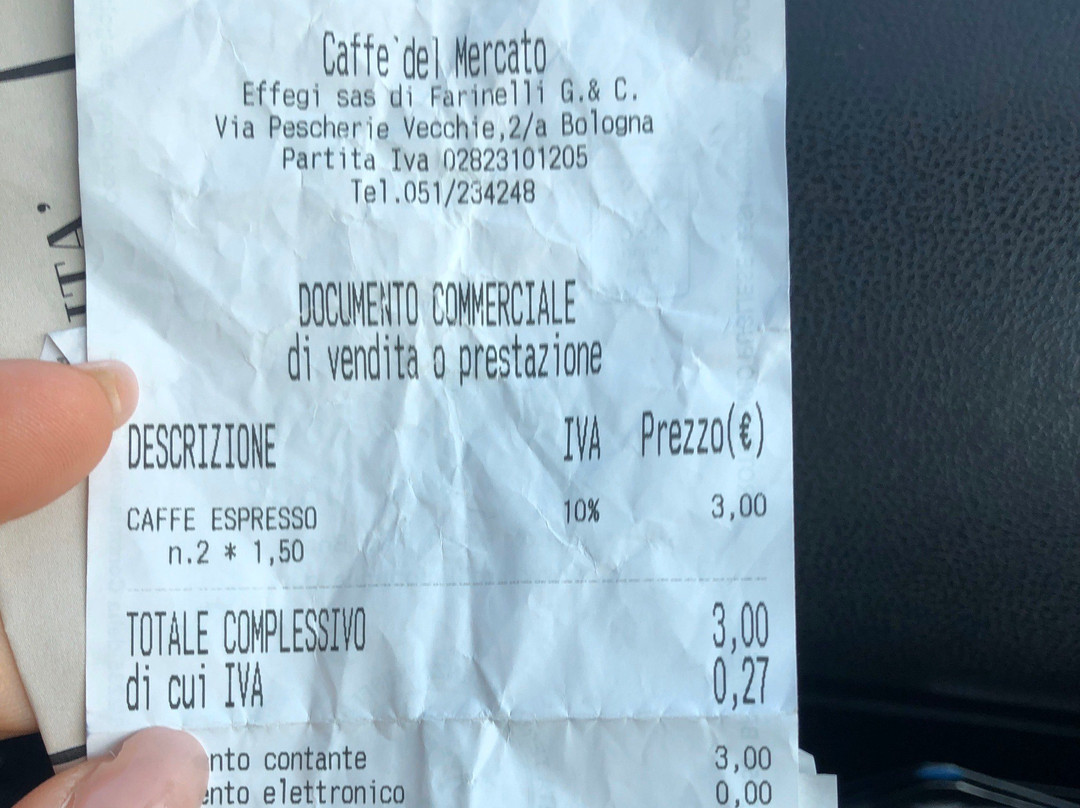 Caffe`del Mercato
Effegi sas di Farinelli G.& C.
Via Pescherie Vecchie,2/a Bologna
Partita Iva 02823101205
Tel.051/234248
DOCUMENTO COMMERCIALE
di vendita o prestazione
DESCRIZIONE IVA Prezzo(€)
CAFFE ESPRESSO 10% 3,00
n.2 * 1,50
TOTALE COMPLESSIVO 3,00
di cui IVA 0,27
contante 3,00
elettronico 0,00